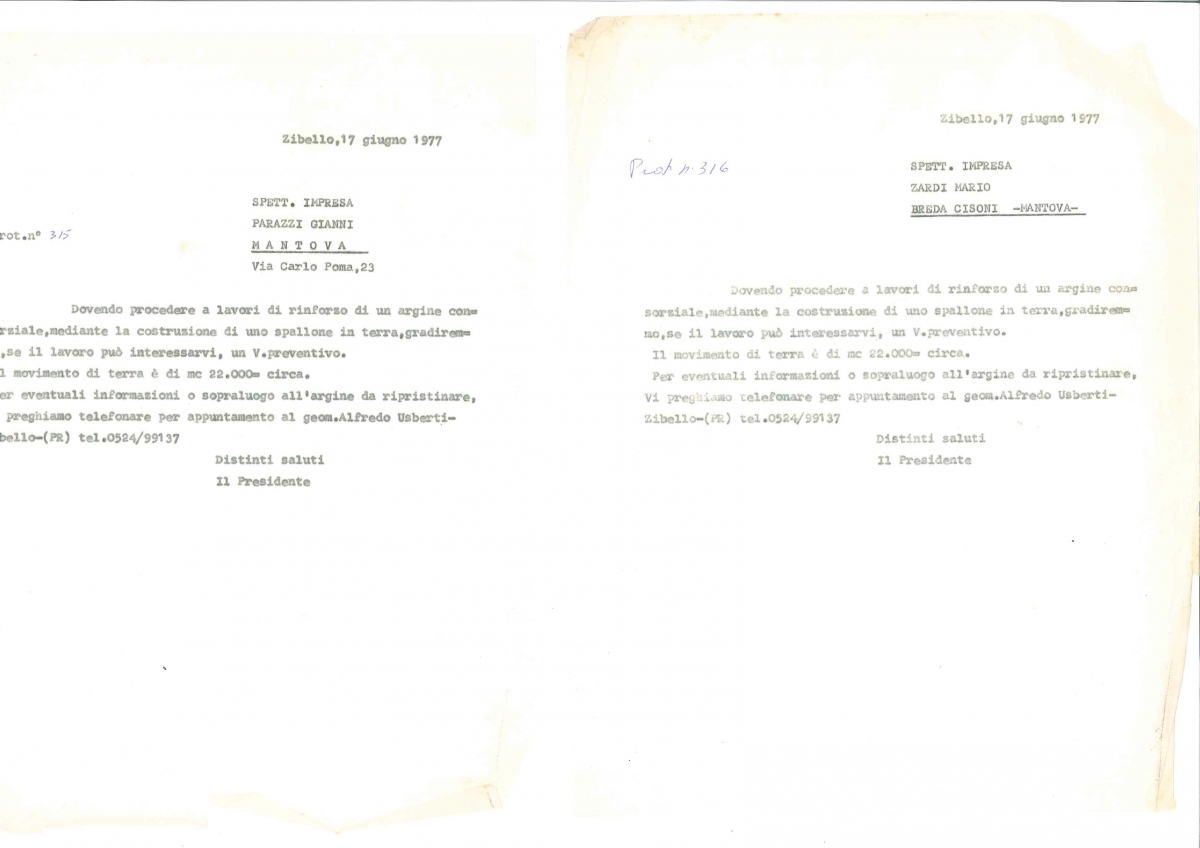 Zibello,17 giugno 1977
SPETT. IMPRESA
PARAZZI GIANNI
M A N T O V A
Via Carlo Poma,23
rot.n° 315
Dovendo procedere a lavori di rinforzo di un argine con=
rziale,mediante la costruzione di uno spallone in terra,gradirem=
,se il lavoro può interessarvi, un V.preventivo.
l movimento di terra è di mc 22.000= circa.
er eventuali informazioni o sopraluogo all'argine da ripristinare,
preghiamo telefonare per appuntamento al geom.Alfredo Usberti-
bello-(PR) tel.0524/99137
Distinti saluti
Il Presidente
Zibello,17 giugno 1977
Prot n. 316
SPETT. IMPRESA
ZARDI MARIO
BREDA CISONI -MANTOVA-
Dovendo procedere a lavori di rinforzo di un argine con=
sorziale,mediante la costruzione di uno spallone in terra,gradirem=
mo,se il lavoro può interessarvi, un V.preventivo.
Il movimento di terra è di mc 22.000= circa.
Per eventuali informazioni o sopraluogo all'argine da ripristinare,
Vi preghiamo telefonare per appuntamento al geom.Alfredo Usberti-
Zibello-(PR) tel.0524/99137
Distinti saluti
Il Presidente